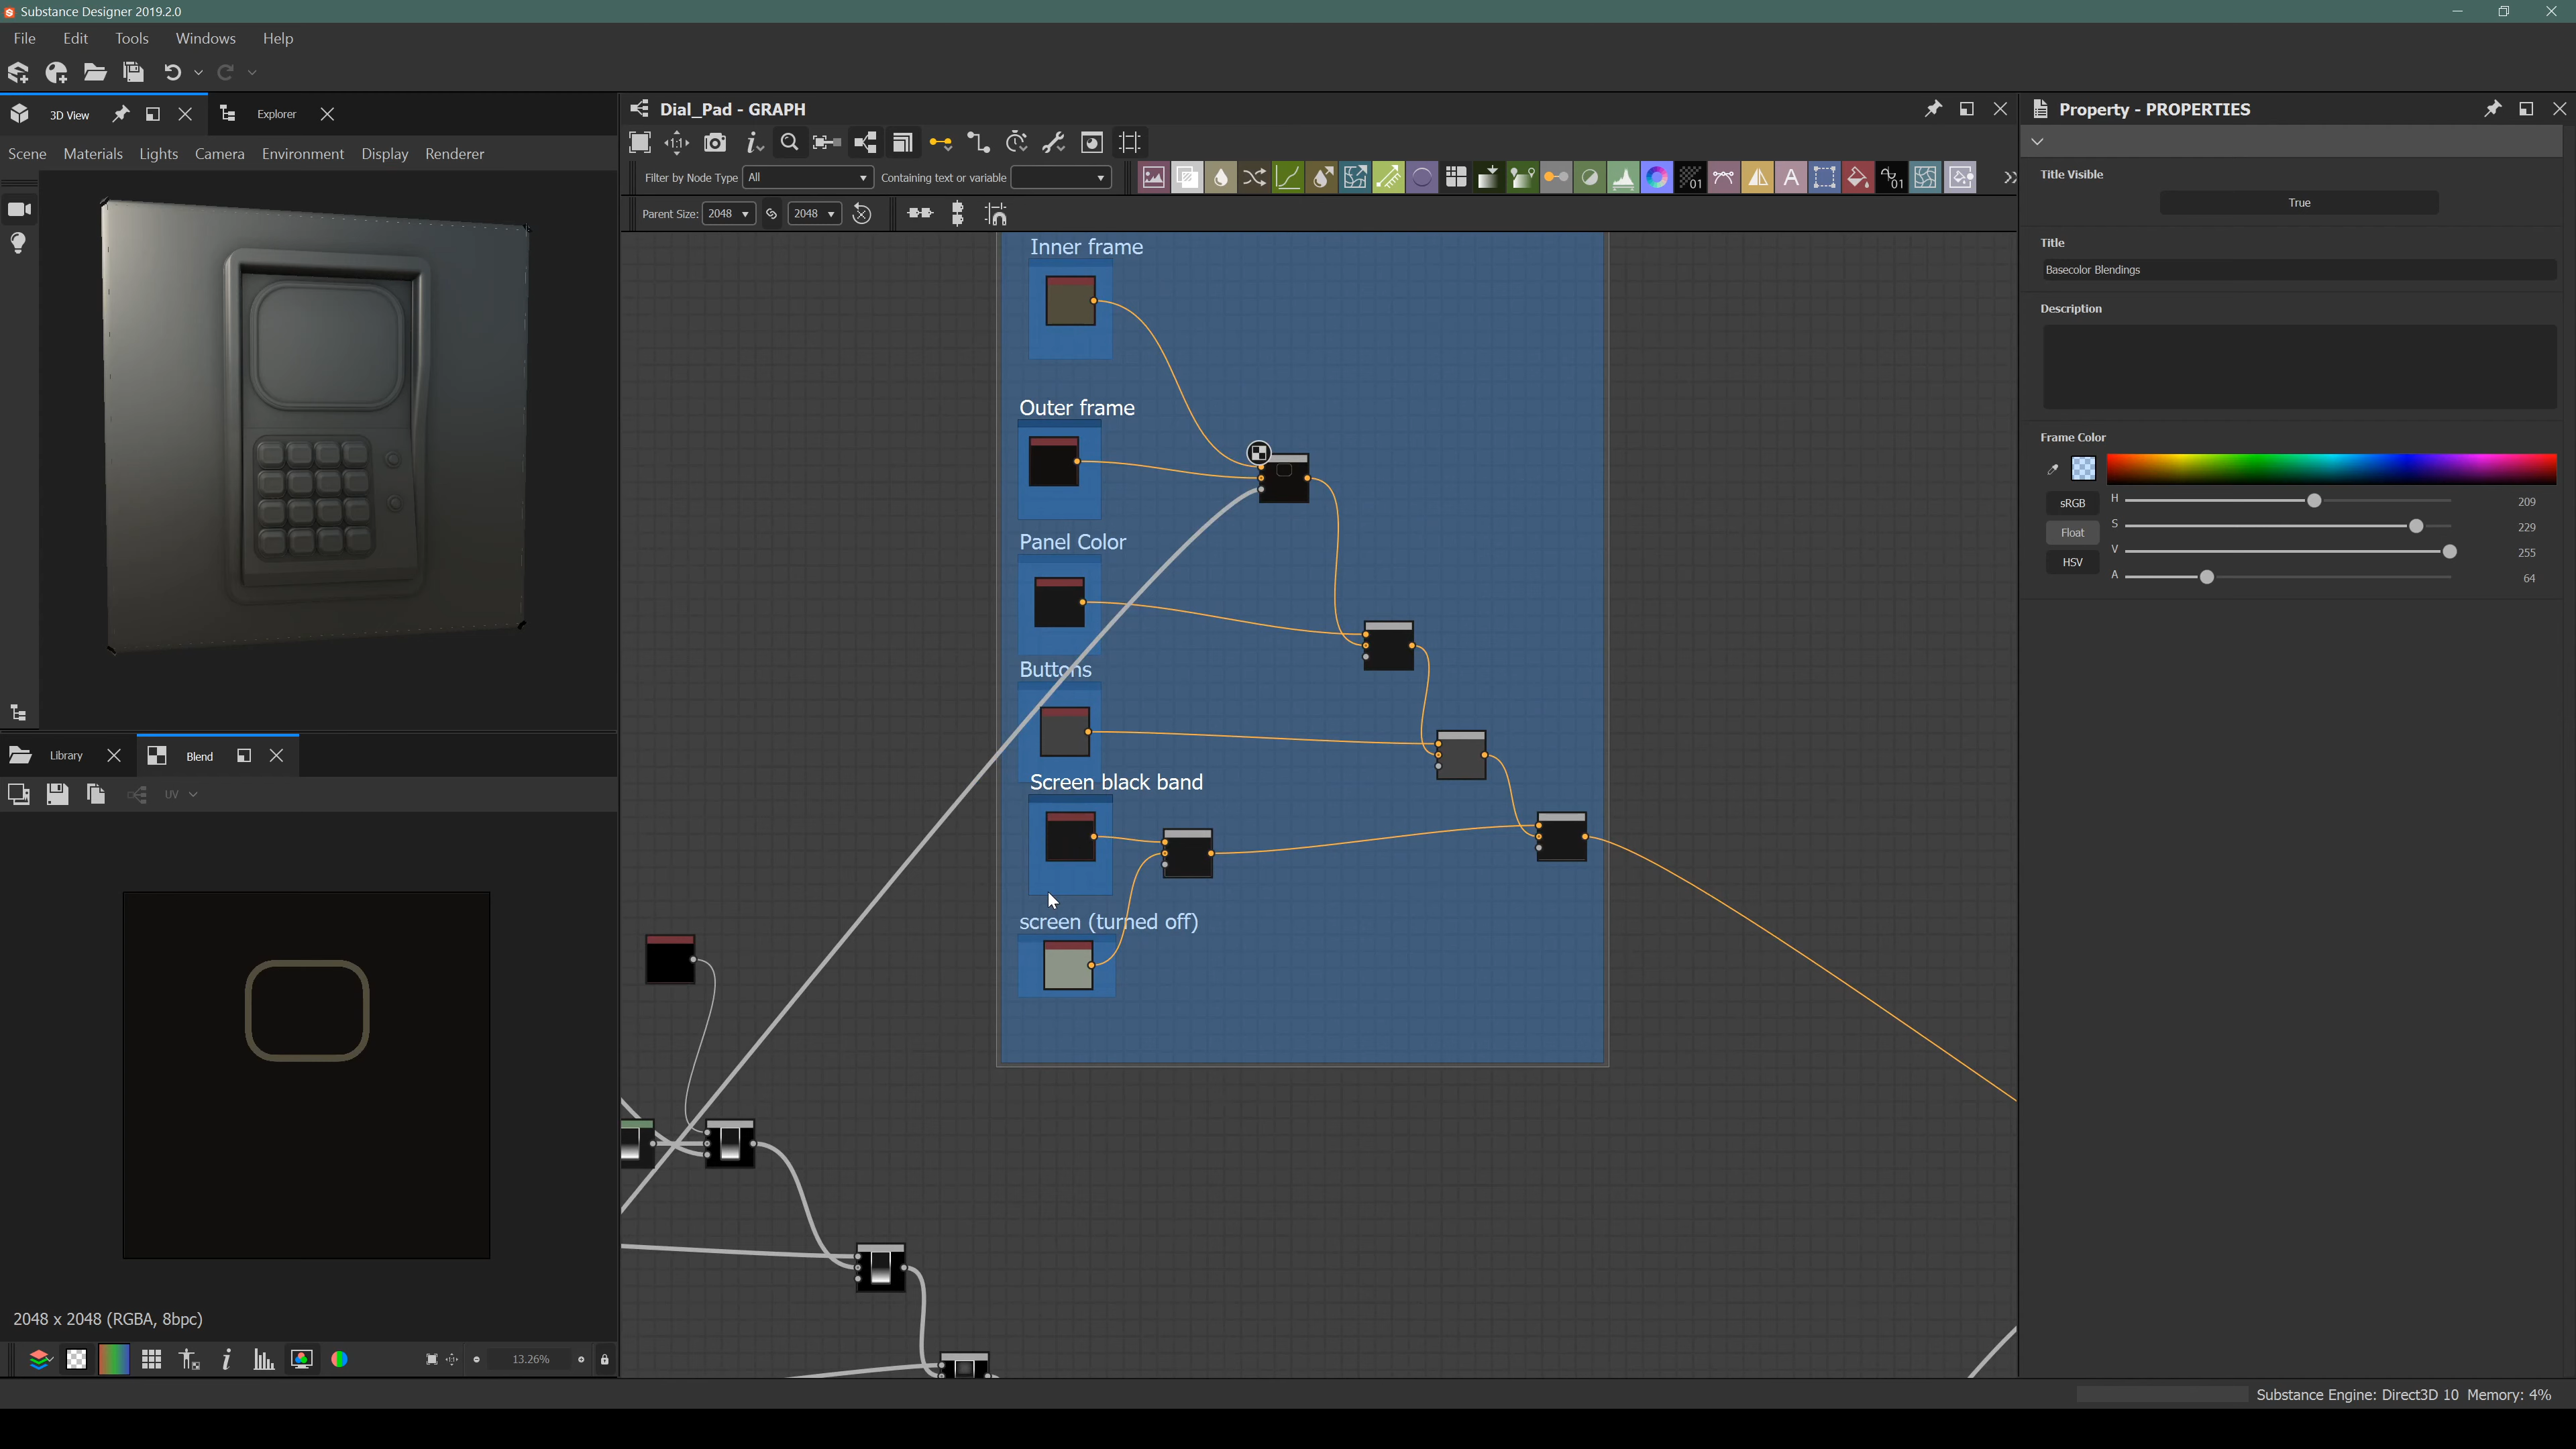 Substance Designer 2019.2.0
File Edit Tools Windows Help
3D View Explorer
Scene Materials Lights Camera Environment Display Renderer
Library Blend
UV
2048 x 2048 (RGBA, 8bpc)
13.26%
Dial_Pad - GRAPH
1:1
Filter by Node Type All Containing text or variable
Parent Size: 2048 2048
Inner frame
Outer frame
Panel Color
Buttons
Screen black band
screen (turned off)
Property - PROPERTIES
Title Visible
True
Title
Basecolor Blendings
Description
Frame Color
sRGB
Float
HSV
H 209
S 229
V 255
A 64
Substance Engine: Direct3D 10 Memory: 4%